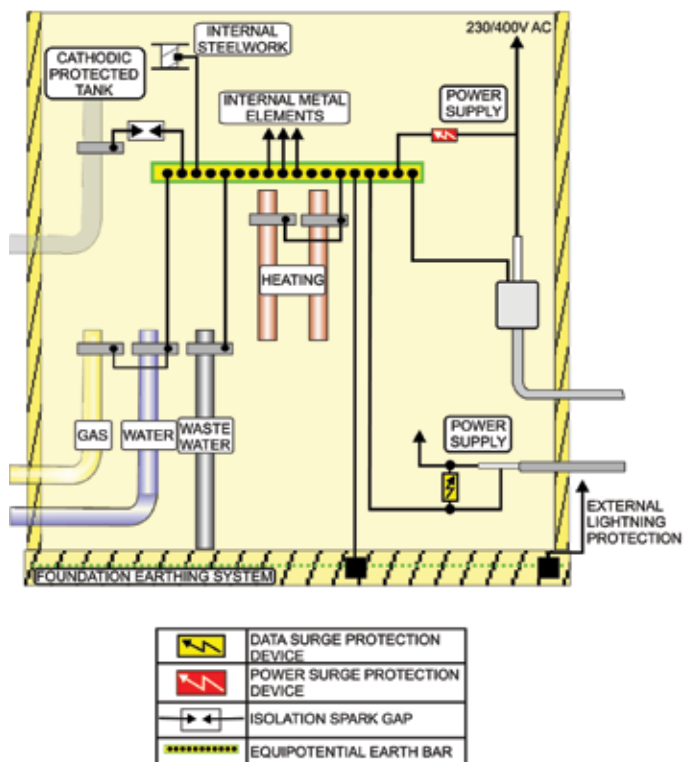 INTERNAL
STEELWORK
230/400V AC
CATHODIC
PROTECTED
TANK
INTERNAL METAL
ELEMENTS
POWER
SUPPLY
HEATING
GAS
WATER
WASTE
WATER
POWER
SUPPLY
EXTERNAL
LIGHTNING
PROTECTION
FOUNDATION EARTHING SYSTEM
DATA SURGE PROTECTION
DEVICE
POWER SURGE PROTECTION
DEVICE
ISOLATION SPARK GAP
EQUIPOTENTIAL EARTH BAR